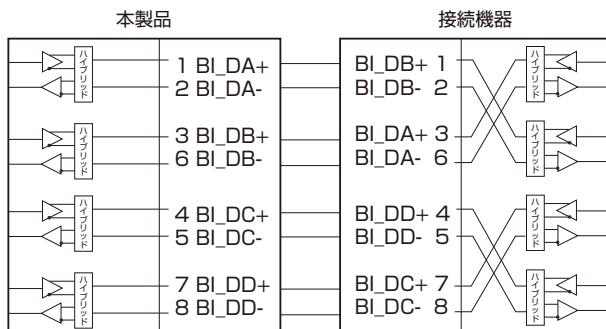 本製品
接続機器
ハイブリッド
1 BI_DA+
2 BI_DA-
ハイブリッド
3 BI_DB+
6 BI_DB-
ハイブリッド
4 BI_DC+
5 BI_DC-
ハイブリッド
7 BI_DD+
8 BI_DD-
BI_DB+ 1
BI_DB- 2
ハイブリッド
BI_DA+ 3
BI_DA- 6
ハイブリッド
BI_DD+ 4
BI_DD- 5
ハイブリッド
BI_DC+ 7
BI_DC- 8
ハイブリッド